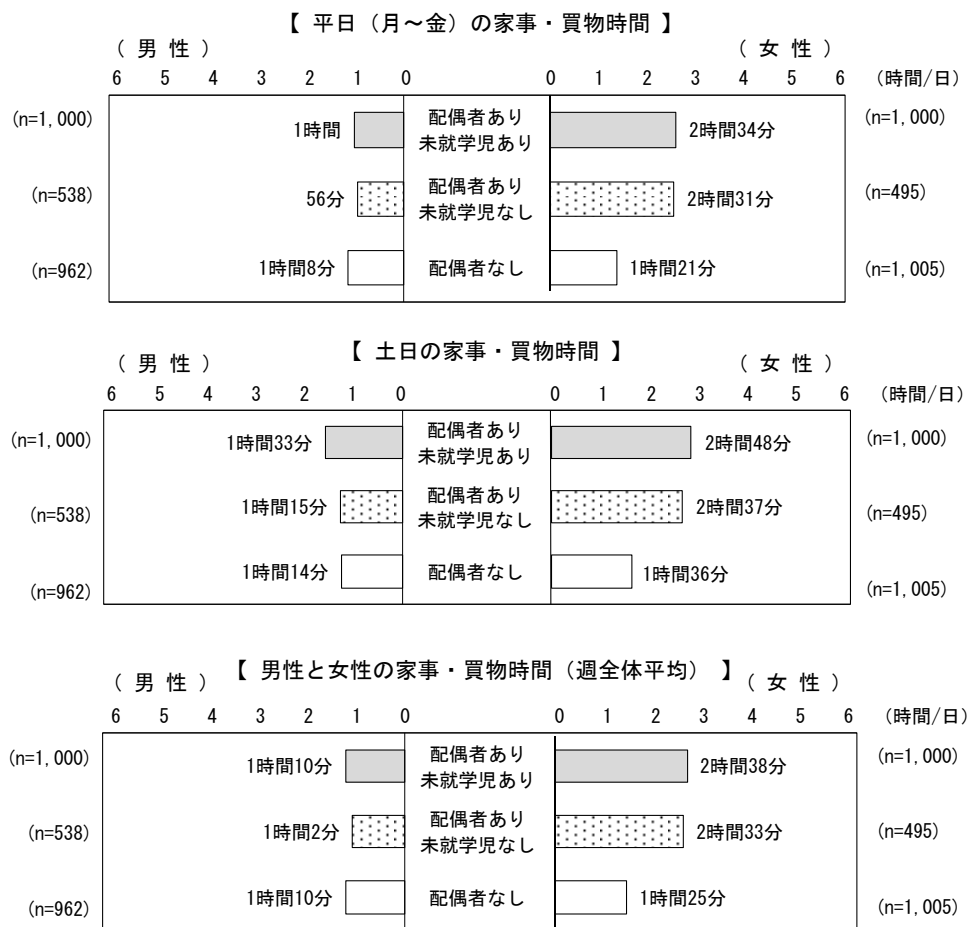 【 平日（月～金）の家事・買物時間 】
（ 男 性 ） （ 女 性 ）
6 5 4 3 2 1 0 0 1 2 3 4 5 6 (時間/日)
(n=1,000) 1時間 配偶者あり 未就学児あり 2時間34分 (n=1,000)
(n=538) 56分 配偶者あり 未就学児なし 2時間31分 (n=495)
(n=962) 1時間8分 配偶者なし 1時間21分 (n=1,005)
【 土日の家事・買物時間 】
（ 男 性 ） （ 女 性 ）
6 5 4 3 2 1 0 0 1 2 3 4 5 6 (時間/日)
(n=1,000) 1時間33分 配偶者あり 未就学児あり 2時間48分 (n=1,000)
(n=538) 1時間15分 配偶者あり 未就学児なし 2時間37分 (n=495)
(n=962) 1時間14分 配偶者なし 1時間36分 (n=1,005)
【 男性と女性の家事・買物時間（週全体平均） 】
（ 男 性 ） （ 女 性 ）
6 5 4 3 2 1 0 0 1 2 3 4 5 6 (時間/日)
(n=1,000) 1時間10分 配偶者あり 未就学児あり 2時間38分 (n=1,000)
(n=538) 1時間2分 配偶者あり 未就学児なし 2時間33分 (n=495)
(n=962) 1時間10分 配偶者なし 1時間25分 (n=1,005)